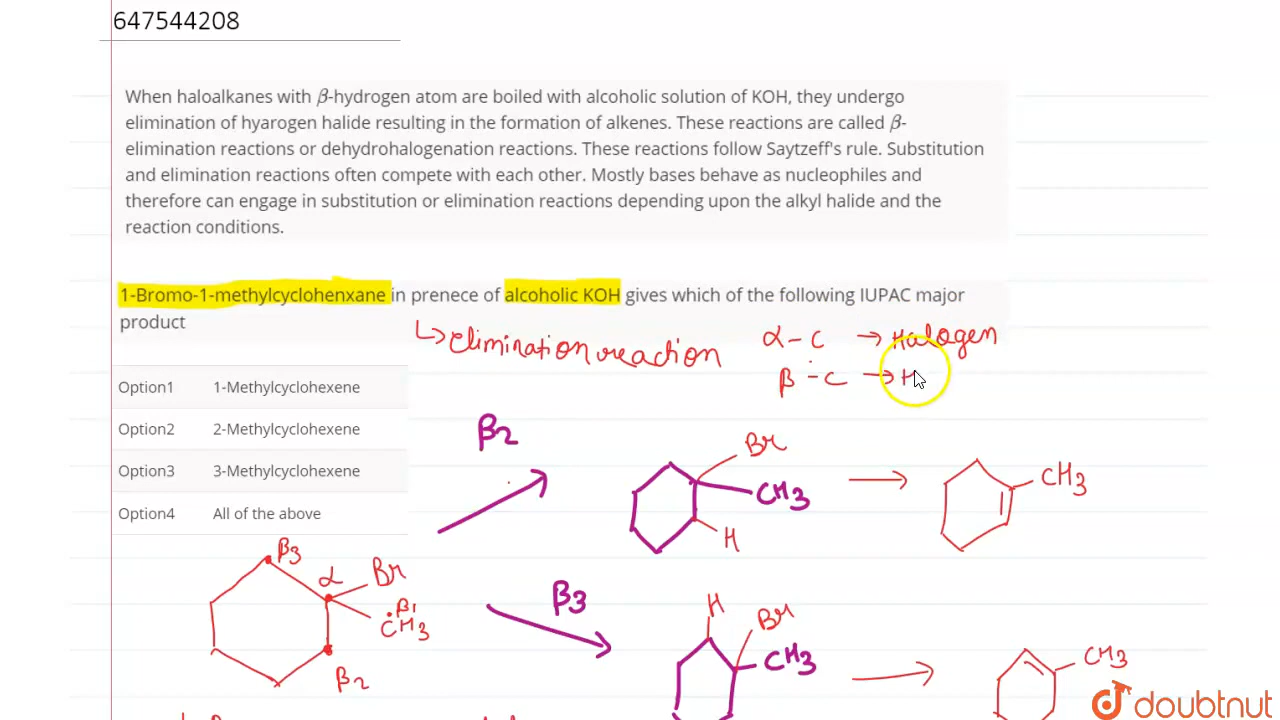 647544208
When haloalkanes with β-hydrogen atom are boiled with alcoholic solution of KOH, they undergo
elimination of hyarogen halide resulting in the formation of alkenes. These reactions are called β-
elimination reactions or dehydrohalogenation reactions. These reactions follow Saytzeff's rule. Substitution
and elimination reactions often compete with each other. Mostly bases behave as nucleophiles and
therefore can engage in substitution or elimination reactions depending upon the alkyl halide and the
reaction conditions.
1-Bromo-1-methylcyclohenxane in prenece of alcoholic KOH gives which of the following IUPAC major
product
↳ elimination reaction
α - C → Halogen
β - C → H
Option1 1-Methylcyclohexene
Option2 2-Methylcyclohexene
Option3 3-Methylcyclohexene
Option4 All of the above
β2
Br
CH3
H
→
CH3
β3
α
Br
β1
CH3
β2
β3
H
Br
CH3
→
CH3
doubtnut